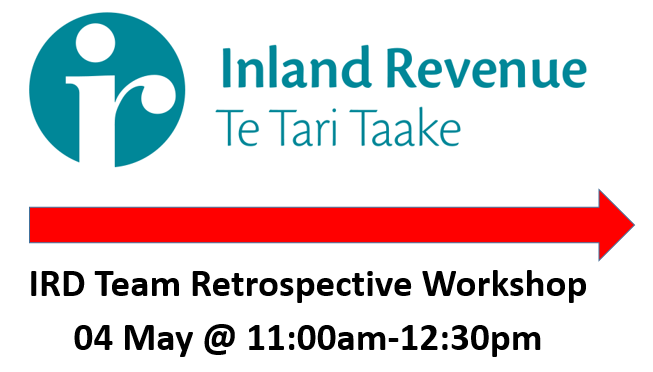 ir
Inland Revenue
Te Tari Taake
IRD Team Retrospective Workshop
04 May @ 11:00am-12:30pm